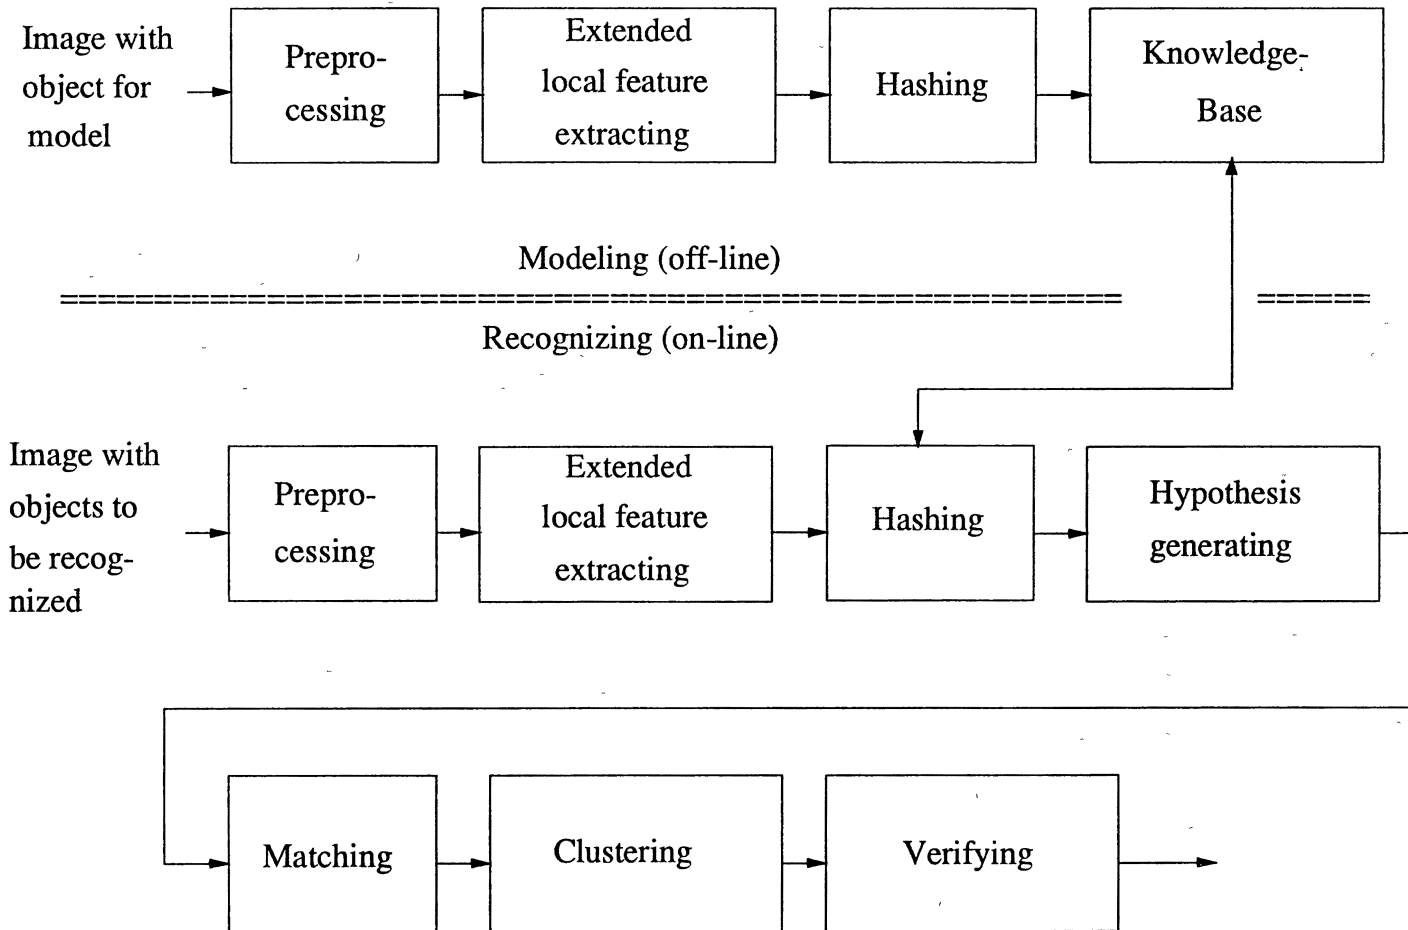 Image with
object for
model
Prepro-
cessing
Extended
local feature
extracting
Hashing
Knowledge-
Base
Modeling (off-line)
Recognizing (on-line)
Image with
objects to
be recog-
nized
Prepro-
cessing
Extended
local feature
extracting
Hashing
Hypothesis
generating
Matching
Clustering
Verifying